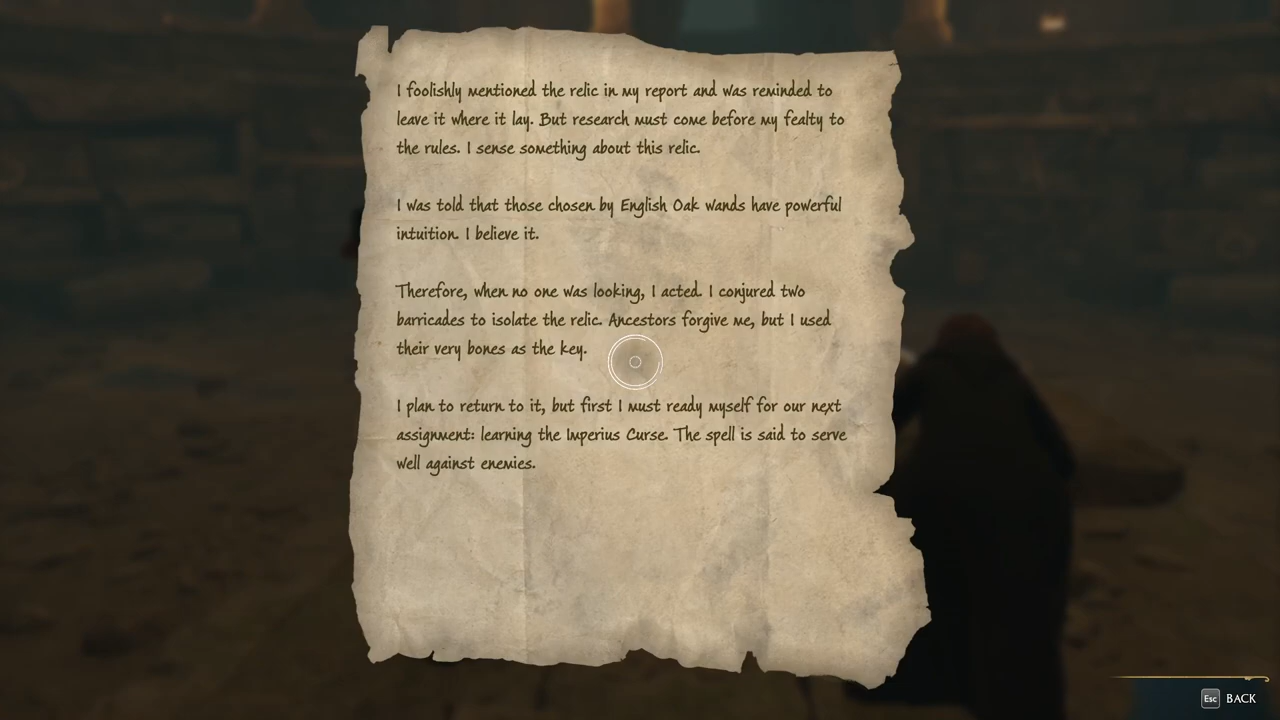 I foolishly mentioned the relic in my report and was reminded to
leave it where it lay. But research must come before my fealty to
the rules. I sense something about this relic.
I was told that those chosen by English Oak wands have powerful
intuition. I believe it.
Therefore, when no one was looking, I acted. I conjured two
barricades to isolate the relic. Ancestors forgive me, but I used
their very bones as the key.
I plan to return to it, but first I must ready myself for our next
assignment: learning the Imperius Curse. The spell is said to serve
well against enemies.
Esc BACK